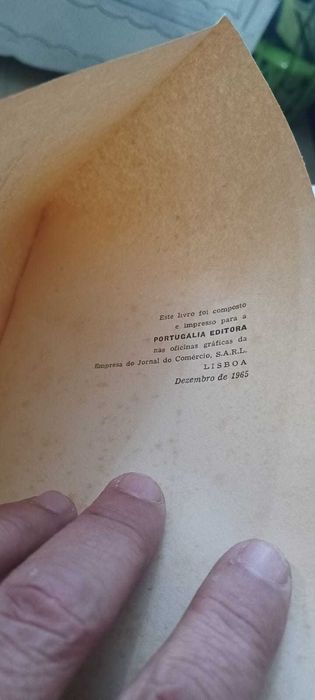 Este livro foi composto
e impresso para a
PORTUGALIA EDITORA
nas oficinas gráficas da
Empresa do Jornal do Comércio, S.A.R.L.
LISBOA
Dezembro de 1965